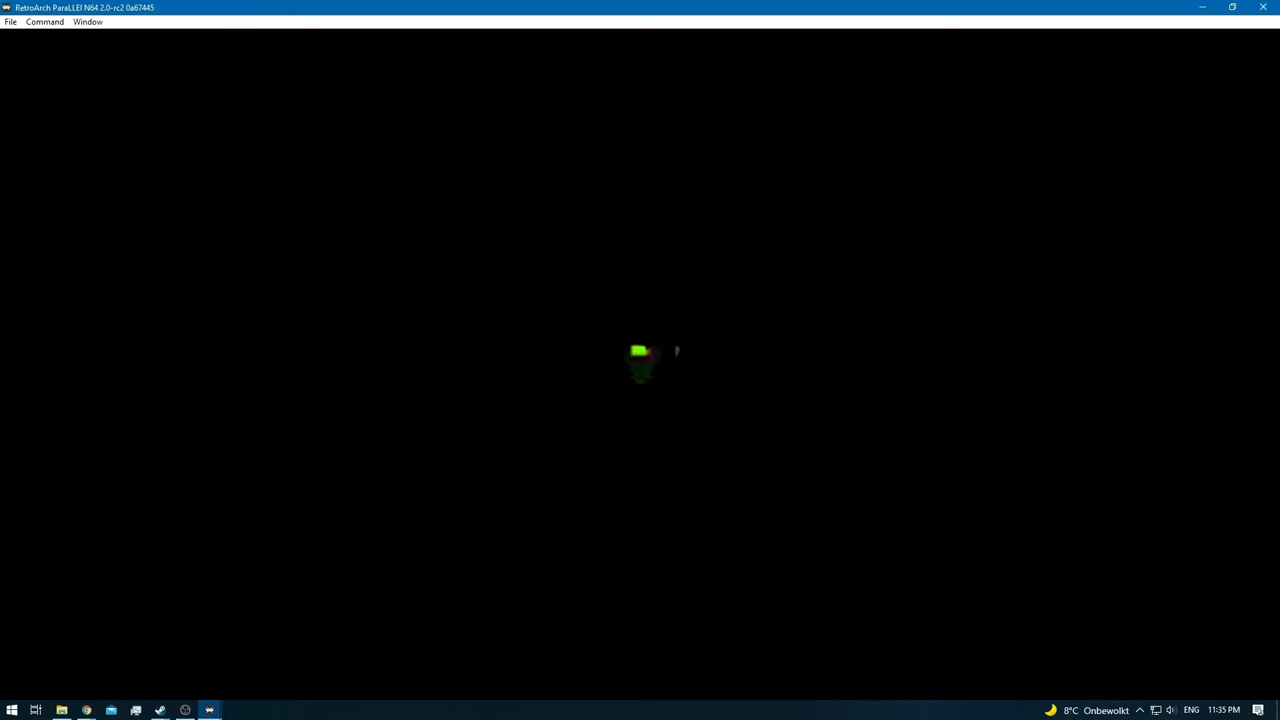 RetroArch ParaLLEl N64 2.0-rc2 0a67445
File Command Window
8°C Onbewolkt ENG 11:35 PM